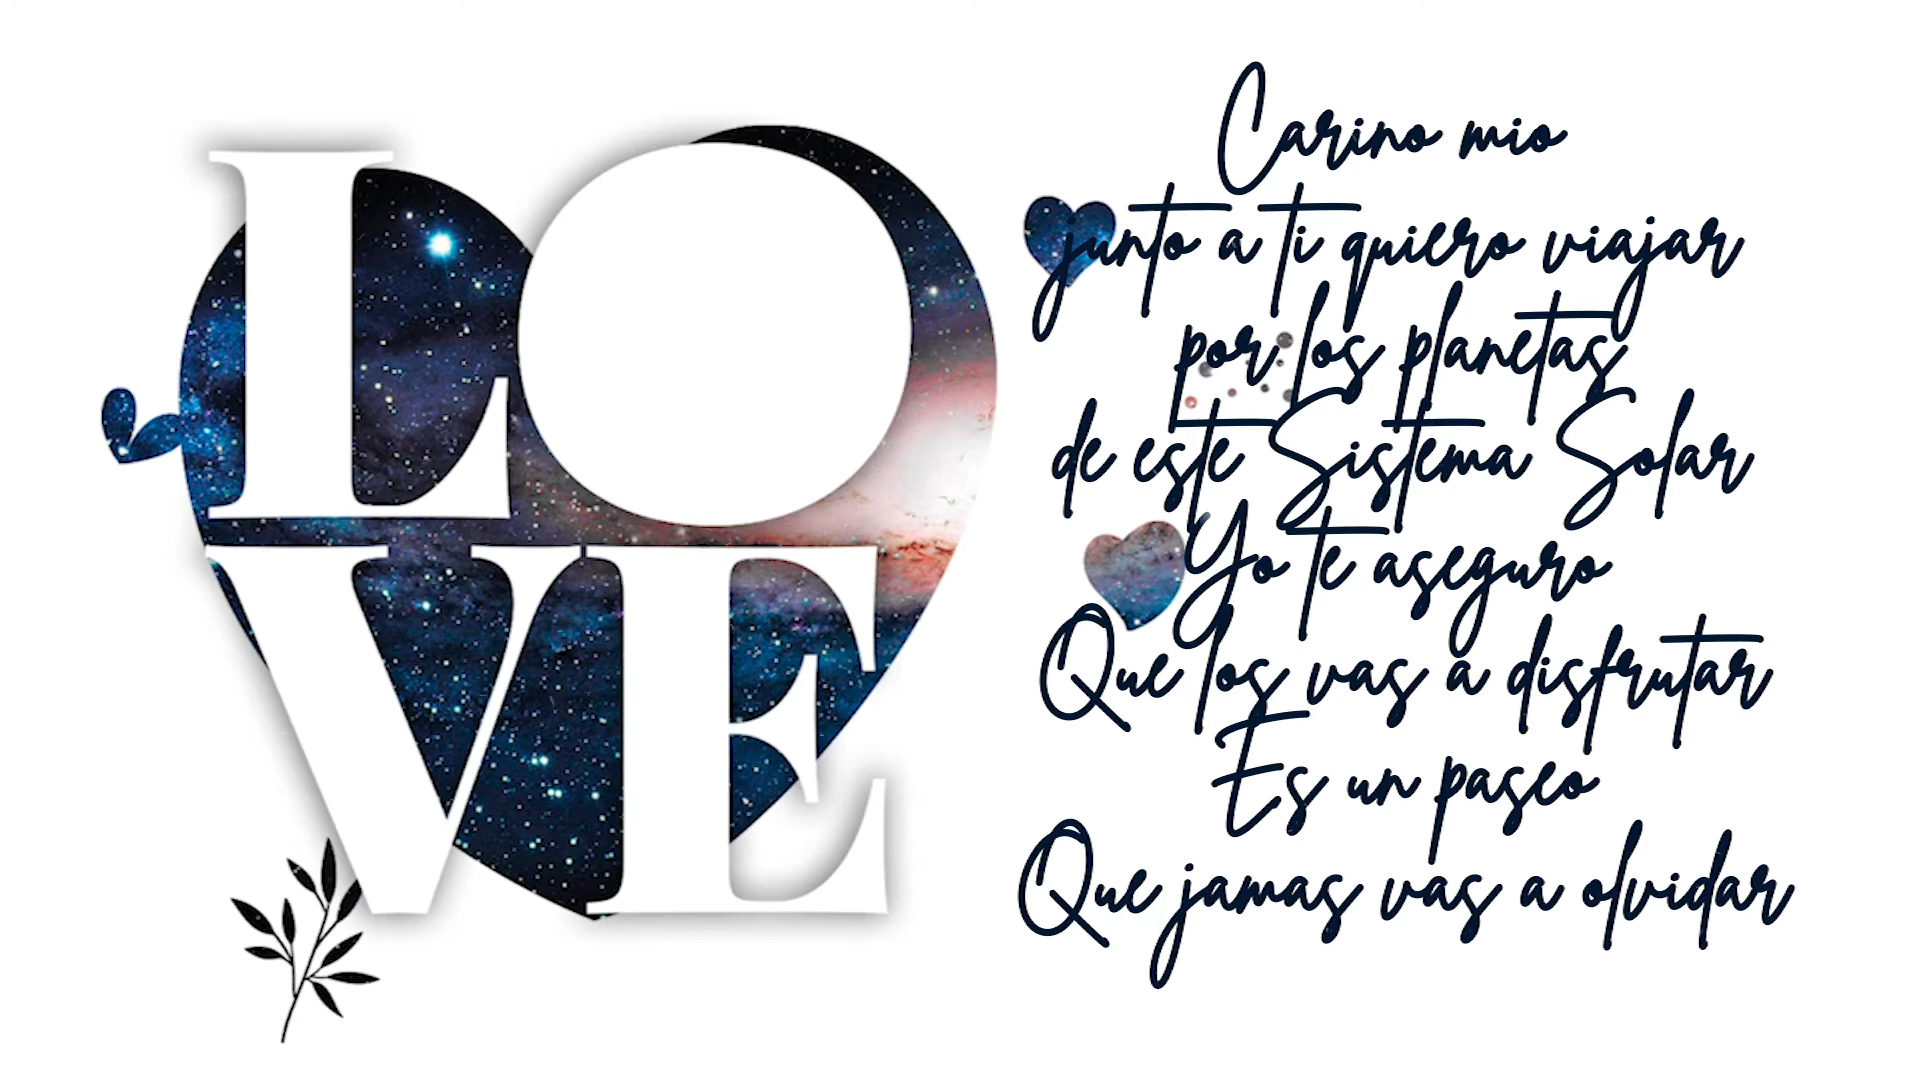 LO
VE
Carino mio
junto a ti quiero viajar
por los planetas
de este Sistema Solar
Yo te aseguro
Que los vas a disfrutar
Es un paseo
Que jamas vas a olvidar